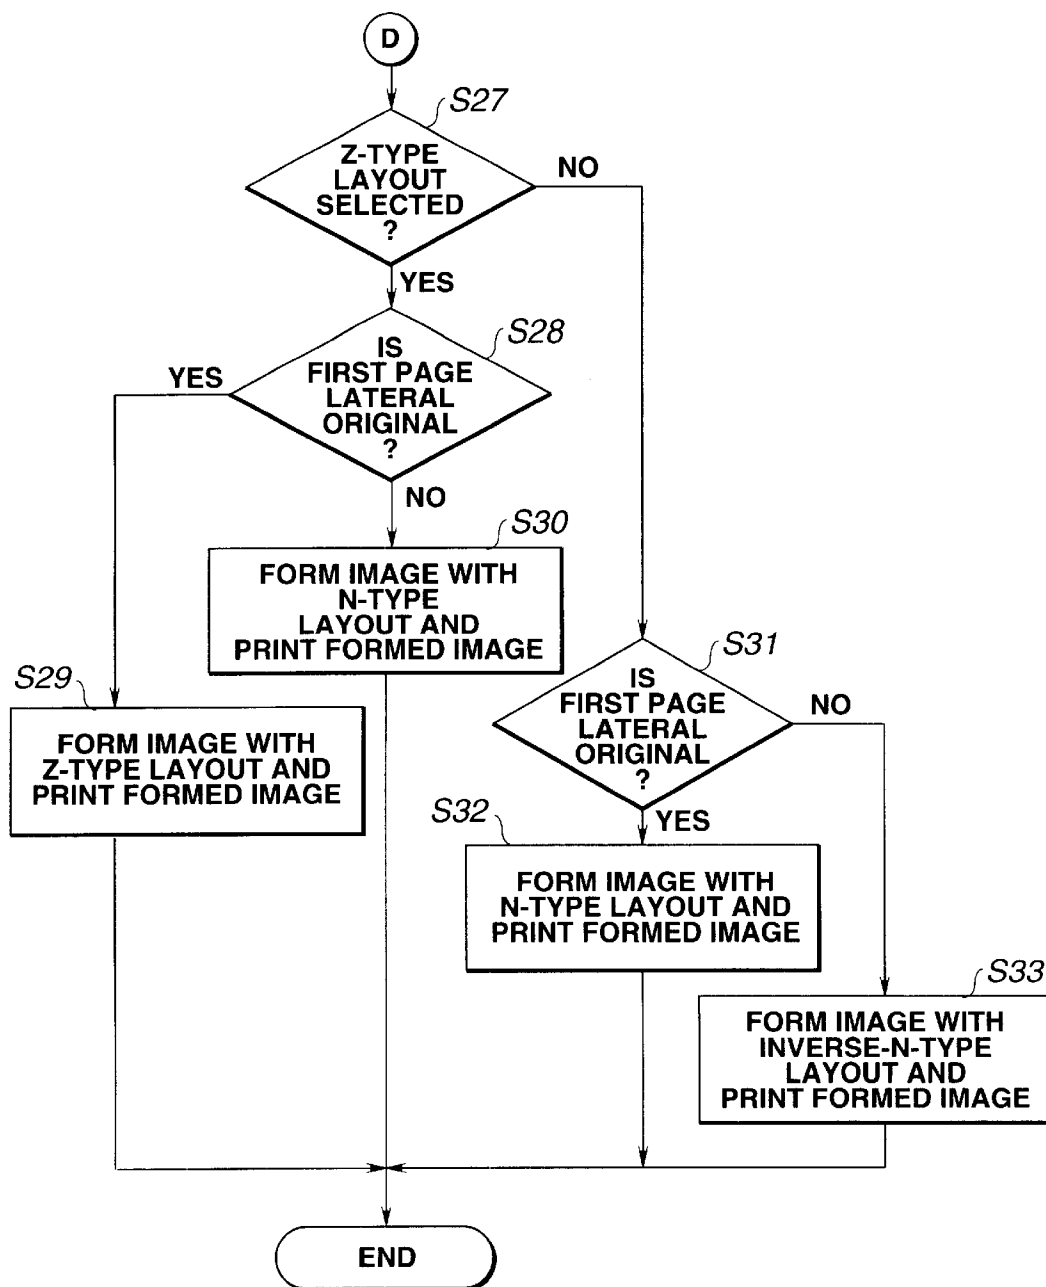 D
S27
Z-TYPE
LAYOUT
SELECTED
?
NO
YES
S28
IS
FIRST PAGE
LATERAL
ORIGINAL
?
YES
NO
S30
FORM IMAGE WITH
N-TYPE
LAYOUT AND
PRINT FORMED IMAGE
S29
FORM IMAGE WITH
Z-TYPE LAYOUT AND
PRINT FORMED IMAGE
S31
IS
FIRST PAGE
LATERAL
ORIGINAL
?
NO
YES
S32
FORM IMAGE WITH
N-TYPE LAYOUT AND
PRINT FORMED IMAGE
S33
FORM IMAGE WITH
INVERSE-N-TYPE
LAYOUT AND
PRINT FORMED IMAGE
END